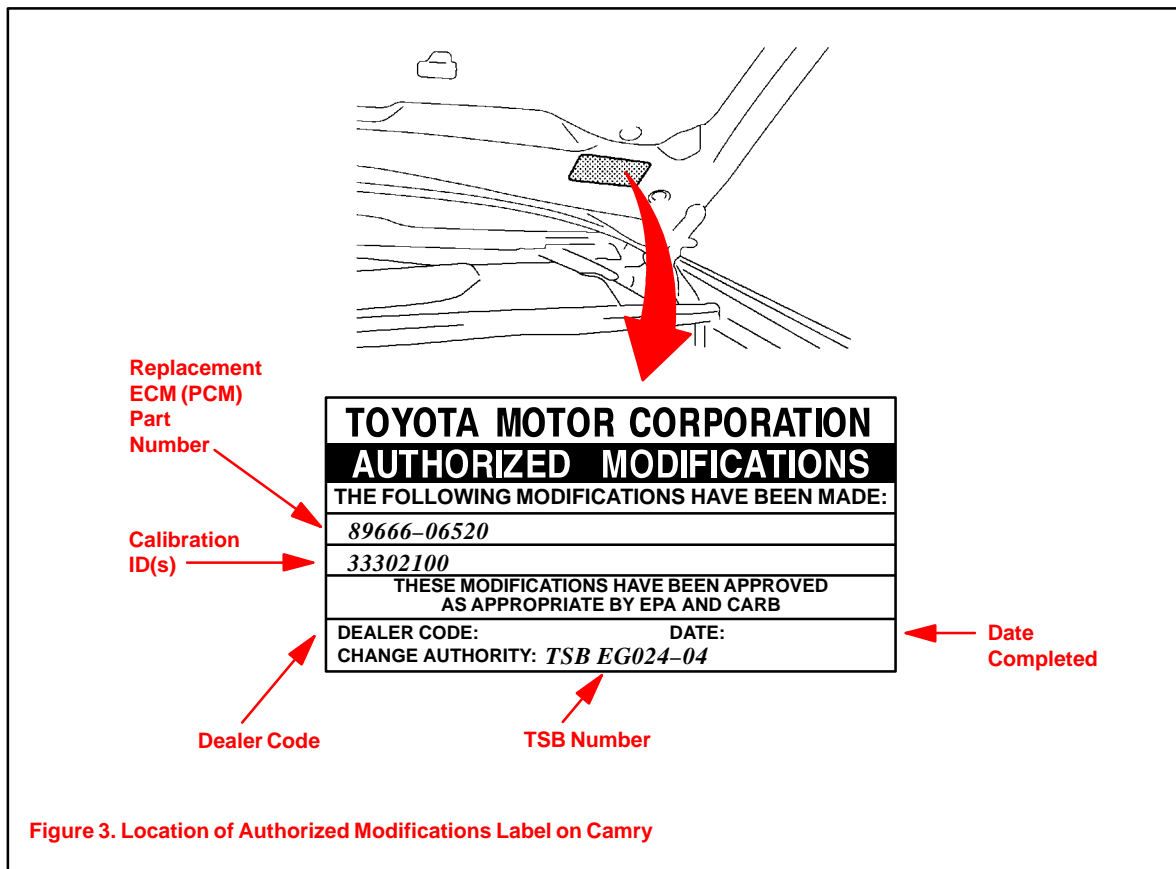 Replacement
ECM (PCM)
Part
Number
TOYOTA MOTOR CORPORATION
AUTHORIZED MODIFICATIONS
THE FOLLOWING MODIFICATIONS HAVE BEEN MADE:
89666–06520
Calibration
ID(s)
33302100
THESE MODIFICATIONS HAVE BEEN APPROVED
AS APPROPRIATE BY EPA AND CARB
DEALER CODE: DATE:
CHANGE AUTHORITY: TSB EG024–04
Date
Completed
Dealer Code
TSB Number
Figure 3. Location of Authorized Modifications Label on Camry